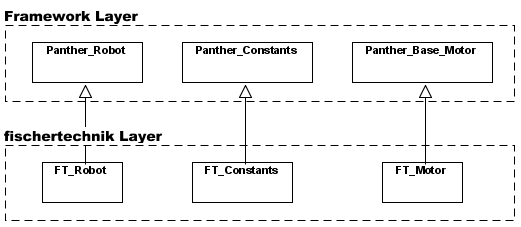 Framework Layer
Panther_Robot Panther_Constants Panther_Base_Motor
fischertechnik Layer
FT_Robot FT_Constants FT_Motor